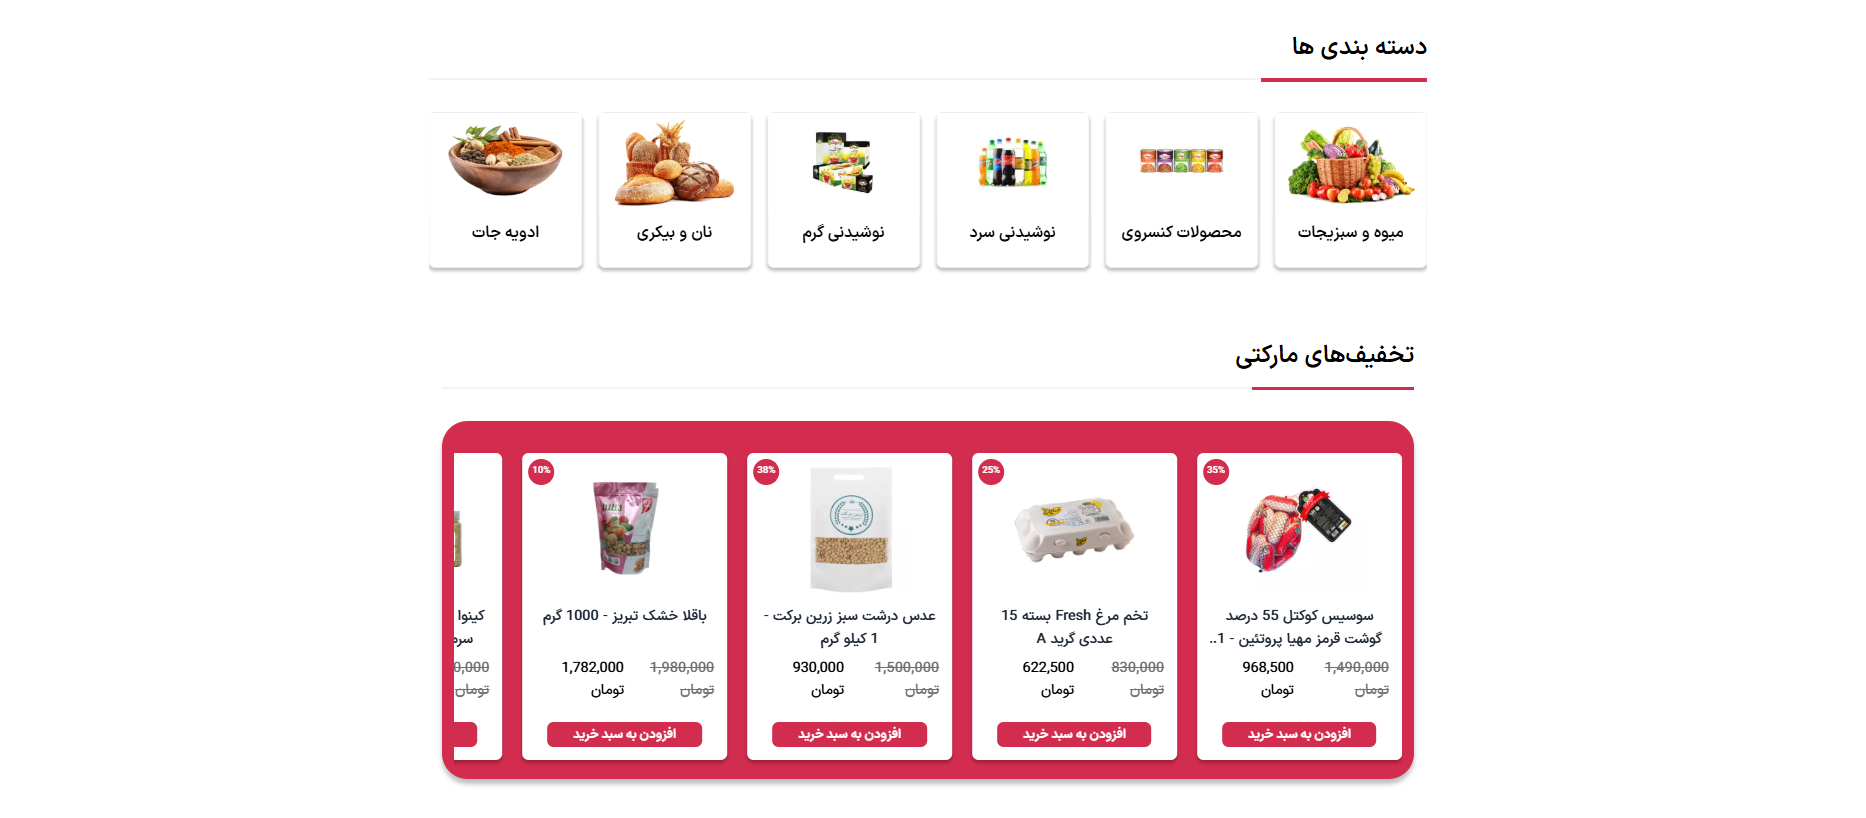 دسته بندی ها
میوه و سبزیجات
محصولات کنسروی
نوشیدنی سرد
نوشیدنی گرم
نان و بیکری
ادویه جات
تخفیف‌های مارکتی
35%
سوسیس کوکتل 55 درصد
گوشت قرمز مهیا پروتئین - 1..
1,490,000
تومان
968,500
تومان
افزودن به سبد خرید
25%
تخم مرغ Fresh بسته 15
عددی گرید A
830,000
تومان
622,500
تومان
افزودن به سبد خرید
38%
عدس درشت سبز زرین برکت -
1 کیلو گرم
1,500,000
تومان
930,000
تومان
افزودن به سبد خرید
10%
باقلا خشک تبریز - 1000 گرم
1,980,000
تومان
1,782,000
تومان
افزودن به سبد خرید
کینوا
تومان